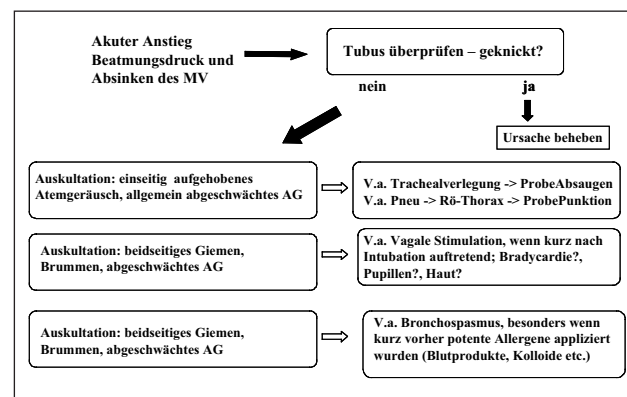 Akuter Anstieg
Beatmungsdruck und
Absinken des MV
Tubus überprüfen – geknickt?
nein
ja
Ursache beheben
Auskultation: einseitig aufgehobenes
Atemgeräusch, allgemein abgeschwächtes AG
V.a. Trachealverlegung -> ProbeAbsaugen
V.a. Pneu -> Rö-Thorax -> ProbePunktion
Auskultation: beidseitiges Giemen,
Brummen, abgeschwächtes AG
V.a. Vagale Stimulation, wenn kurz nach
Intubation auftretend; Bradycardie?,
Pupillen?, Haut?
Auskultation: beidseitiges Giemen,
Brummen, abgeschwächtes AG
V.a. Bronchospasmus, besonders wenn
kurz vorher potente Allergene appliziert
wurden (Blutprodukte, Kolloide etc.)